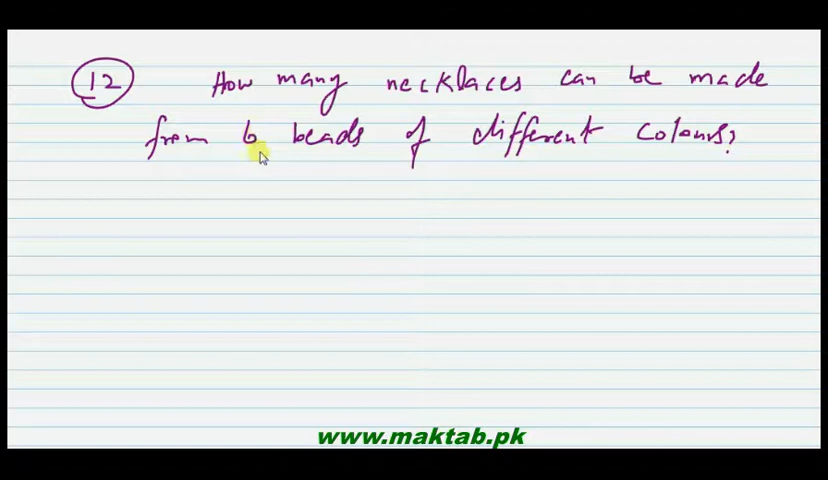 12 How many necklaces can be made
from 6 beads of different colours?
www.maktab.pk